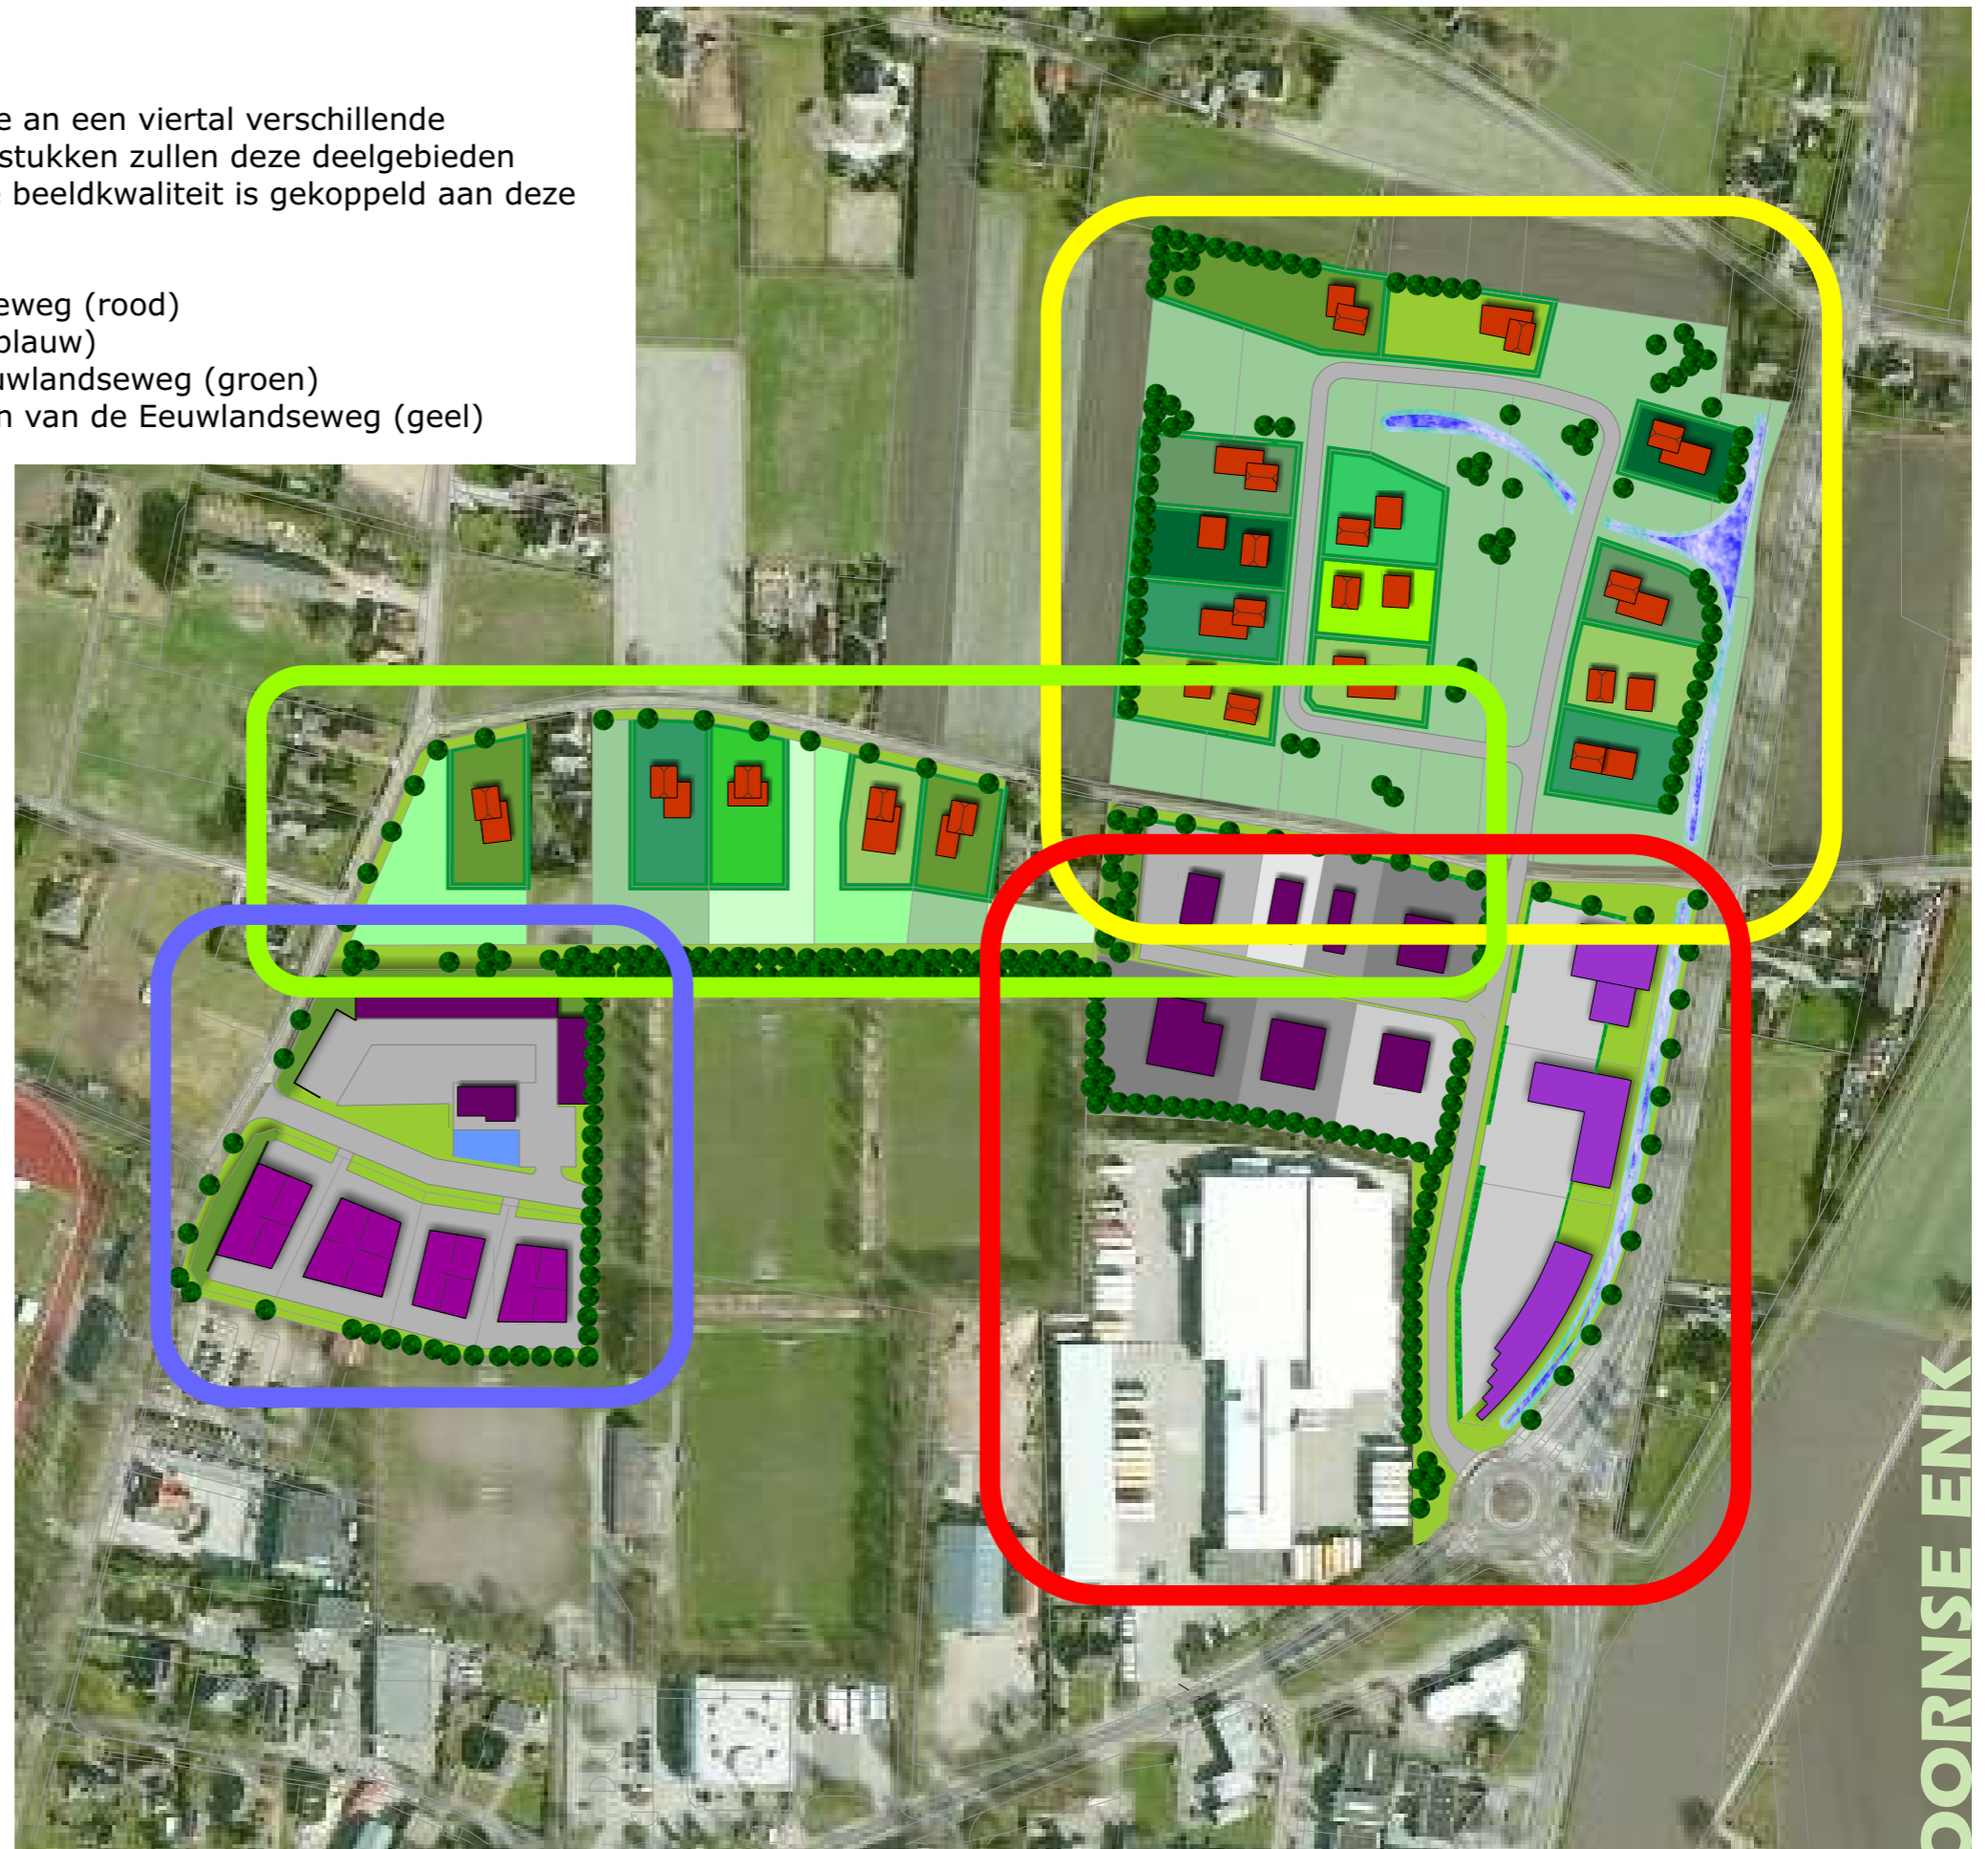 e an een viertal verschillende
stukken zullen deze deelgebieden
e beeldkwaliteit is gekoppeld aan deze
eweg (rood)
blauw)
uwlandseweg (groen)
n van de Eeuwlandseweg (geel)
OORNSE ENK